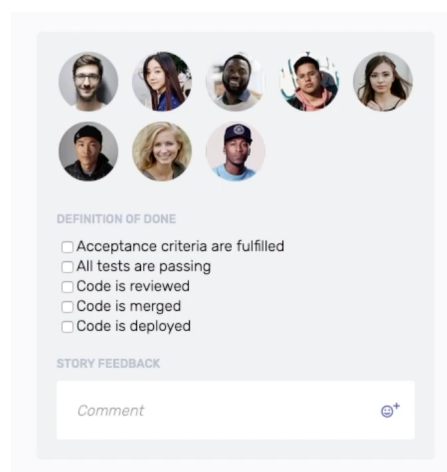 DEFINITION OF DONE
Acceptance criteria are fulfilled
All tests are passing
Code is reviewed
Code is merged
Code is deployed
STORY FEEDBACK
Comment